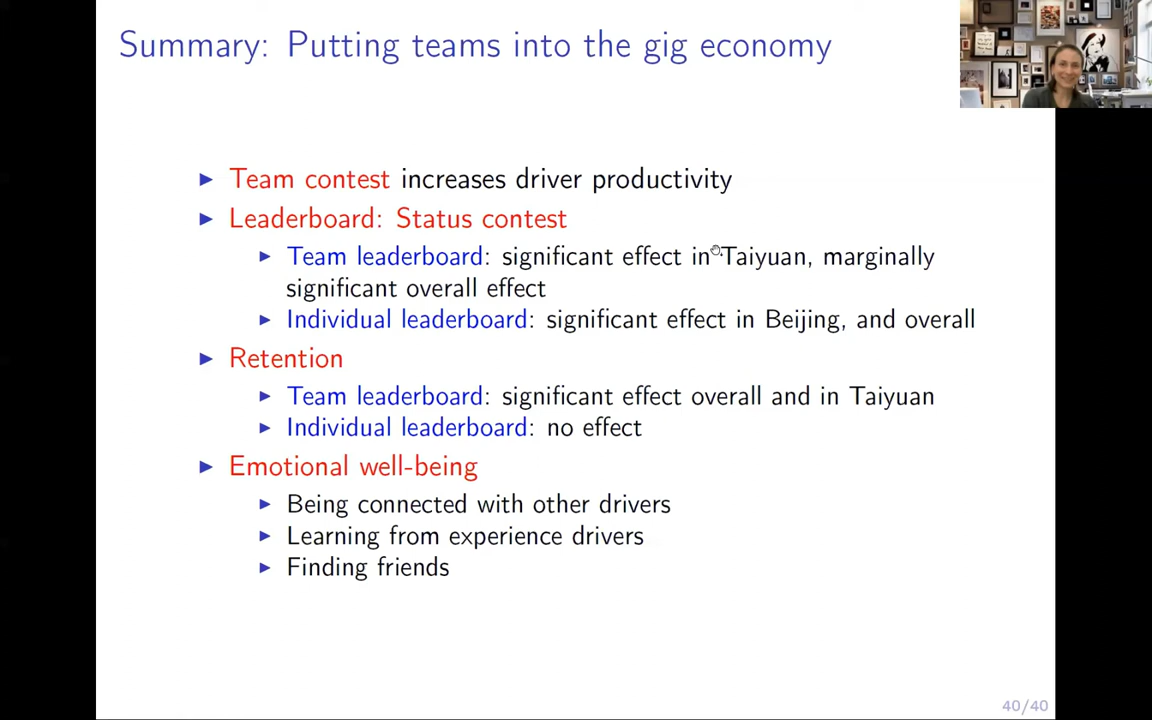 Summary: Putting teams into the gig economy
Team contest increases driver productivity
Leaderboard: Status contest
Team leaderboard: significant effect in Taiyuan, marginally
significant overall effect
Individual leaderboard: significant effect in Beijing, and overall
Retention
Team leaderboard: significant effect overall and in Taiyuan
Individual leaderboard: no effect
Emotional well-being
Being connected with other drivers
Learning from experience drivers
Finding friends
40/40